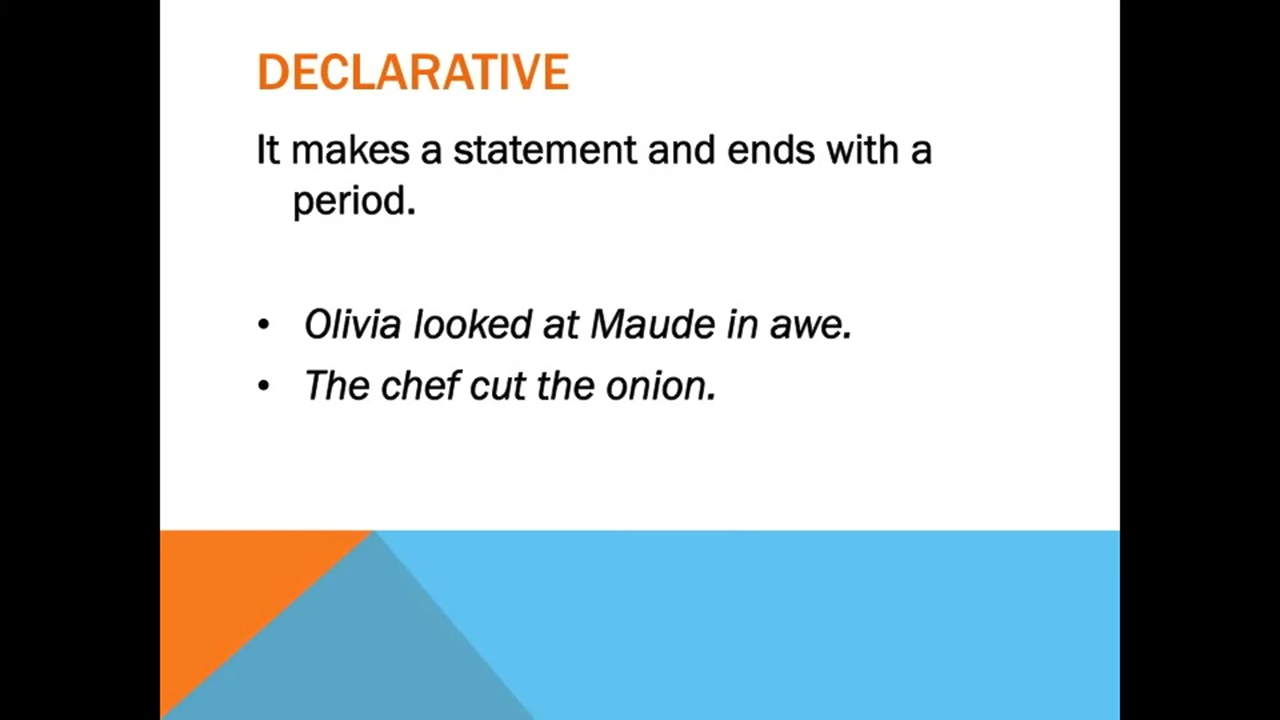 DECLARATIVE
It makes a statement and ends with a
period.
• Olivia looked at Maude in awe.
• The chef cut the onion.